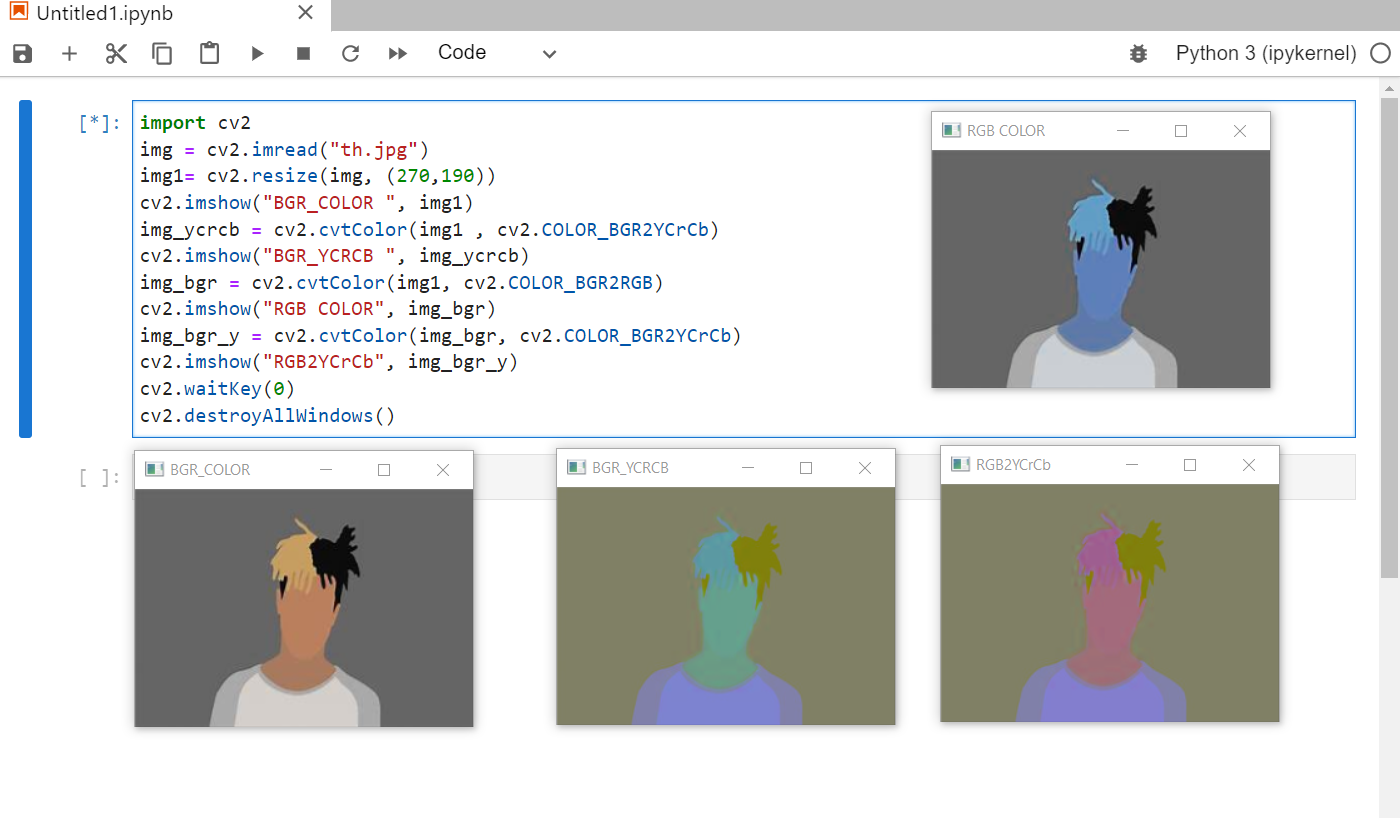 Untitled1.ipynb
Code
Python 3 (ipykernel)
[*]:
import cv2
img = cv2.imread("th.jpg")
img1= cv2.resize(img, (270,190))
cv2.imshow("BGR_COLOR ", img1)
img_ycrcb = cv2.cvtColor(img1 , cv2.COLOR_BGR2YCrCb)
cv2.imshow("BGR_YCRCB ", img_ycrcb)
img_bgr = cv2.cvtColor(img1, cv2.COLOR_BGR2RGB)
cv2.imshow("RGB COLOR", img_bgr)
img_bgr_y = cv2.cvtColor(img_bgr, cv2.COLOR_BGR2YCrCb)
cv2.imshow("RGB2YCrCb", img_bgr_y)
cv2.waitKey(0)
cv2.destroyAllWindows()
RGB COLOR
[ ]:
BGR_COLOR
BGR_YCRCB
RGB2YCrCb